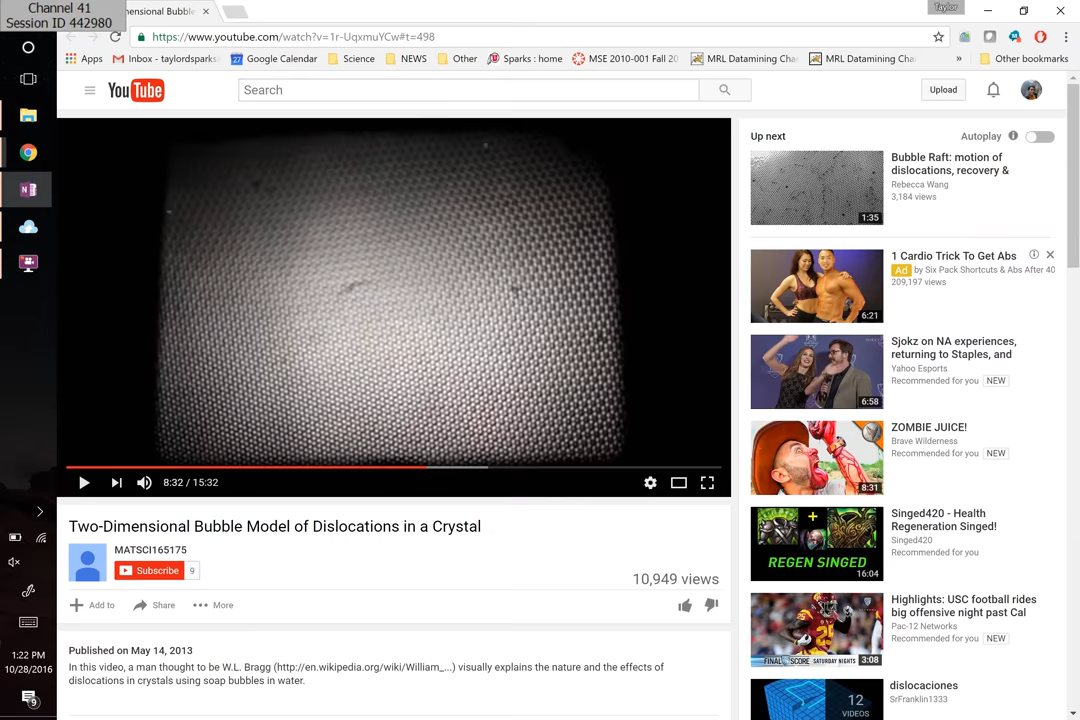 Channel 41
Session ID 442980
ensional Bubble
Taylor
https://www.youtube.com/watch?v=1r-UqxmuYCw#t=498
Apps
Inbox - taylordsparks
Google Calendar
Science
NEWS
Other
Sparks : home
MSE 2010-001 Fall 20
MRL Datamining Cha
MRL Datamining Cha
»
Other bookmarks
YouTube
Search
Upload
8:32 / 15:32
Two-Dimensional Bubble Model of Dislocations in a Crystal
MATSCI165175
Subscribe 9
10,949 views
Add to
Share
More
Published on May 14, 2013
In this video, a man thought to be W.L. Bragg (http://en.wikipedia.org/wiki/William_...) visually explains the nature and the effects of
dislocations in crystals using soap bubbles in water.
Up next
Autoplay
Bubble Raft: motion of
dislocations, recovery &
Rebecca Wang
3,184 views
1:35
1 Cardio Trick To Get Abs
Ad by Six Pack Shortcuts & Abs After 40
209,197 views
6:21
Sjokz on NA experiences,
returning to Staples, and
Yahoo Esports
Recommended for you NEW
6:58
ZOMBIE JUICE!
Brave Wilderness
Recommended for you NEW
8:31
Singed420 - Health
Regeneration Singed!
Singed420
Recommended for you
REGEN SINGED
16:04
Highlights: USC football rides
big offensive night past Cal
Pac-12 Networks
Recommended for you NEW
FINAL SCORE SATURDAY NIGHTS
3:08
dislocaciones
SrFranklin1333
12
VIDEOS
1:22 PM
10/28/2016
9